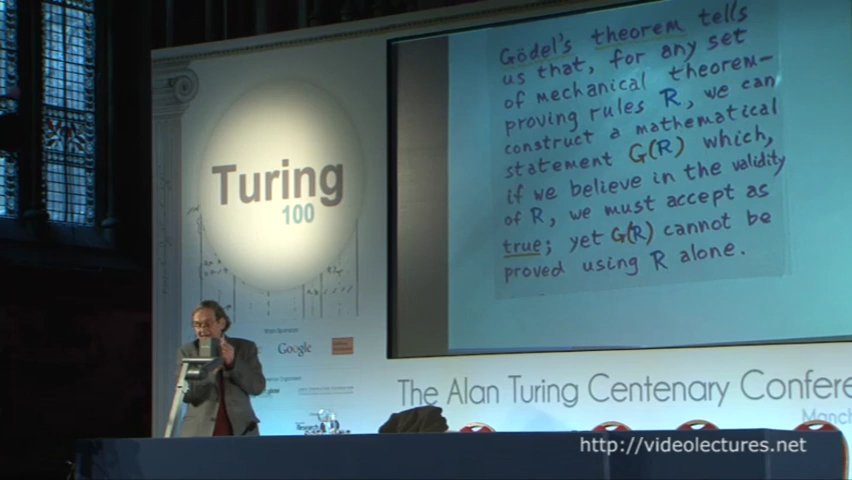 Gödel's theorem tells
us that, for any set
of mechanical theorem-
proving rules R, we can
construct a mathematical
statement G(R) which,
if we believe in the validity
of R, we must accept as
true; yet G(R) cannot be
proved using R alone.
Turing
100
Google
The Alan Turing Centenary Confere
Manch
http://videolectures.net